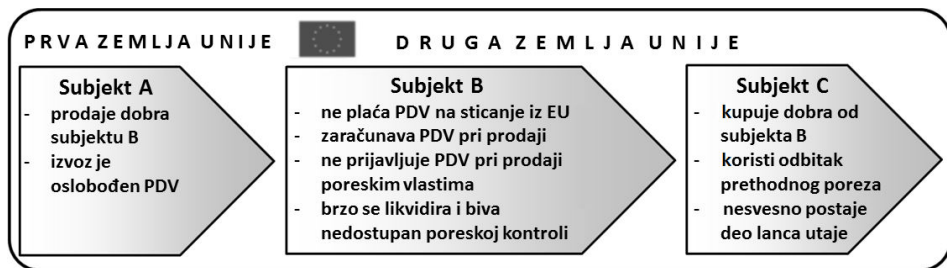 PRVA ZEMLJA UNIJE
DRUGA ZEMLJA UNIJE
Subjekt A
- prodaje dobra
subjektu B
- izvoz je
oslobođen PDV
Subjekt B
- ne plaća PDV na sticanje iz EU
- zaračunava PDV pri prodaji
- ne prijavljuje PDV pri prodaji
poreskim vlastima
- brzo se likvidira i biva
nedostupan poreskoj kontroli
Subjekt C
- kupuje dobra od
subjekta B
- koristi odbitak
prethodnog poreza
- nesvesno postaje
deo lanca utaje